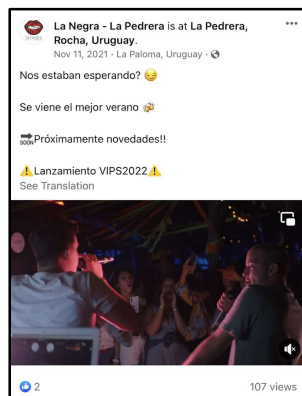 La Negra - La Pedrera is at La Pedrera,
Rocha, Uruguay.
Nov 11, 2021 · La Paloma, Uruguay ·
Nos estaban esperando? 😏
Se viene el mejor verano 🍻
🔜Próximamente novedades!!
⚠️Lanzamiento VIPS2022⚠️
See Translation
2
107 views